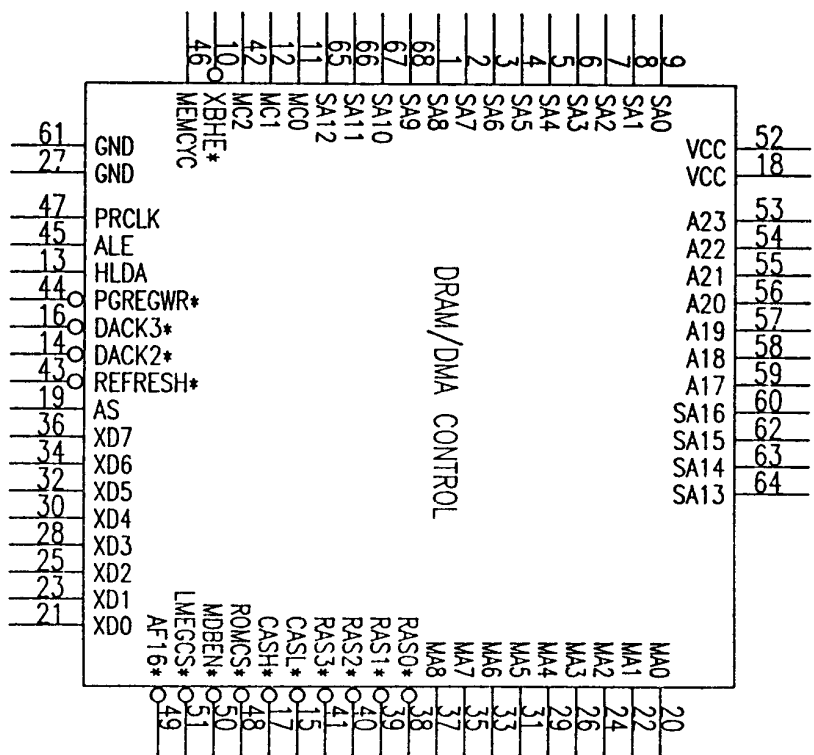 46 10 42 12 11 65 66 67 68 1 2 3 4 5 6 7 8 9
MEMCYC XBHE* MC2 MC1 MC0 SA12 SA11 SA10 SA9 SA8 SA7 SA6 SA5 SA4 SA3 SA2 SA1 SA0
61 GND
27 GND
47 PRCLK
45 ALE
13 HLDA
44 PGREGWR*
16 DACK3*
14 DACK2*
43 REFRESH*
19 AS
36 XD7
34 XD6
32 XD5
30 XD4
28 XD3
25 XD2
23 XD1
21 XD0
DRAM/DMA CONTROL
VCC 52
VCC 18
A23 53
A22 54
A21 55
A20 56
A19 57
A18 58
A17 59
SA16 60
SA15 62
SA14 63
SA13 64
AF16* LMEGCS* MDBEN* ROMCS* CASH* CASL* RAS3* RAS2* RAS1* RAS0* MA8 MA7 MA6 MA5 MA4 MA3 MA2 MA1 MA0
49 51 50 48 17 15 41 40 39 38 37 35 33 31 29 26 24 22 20